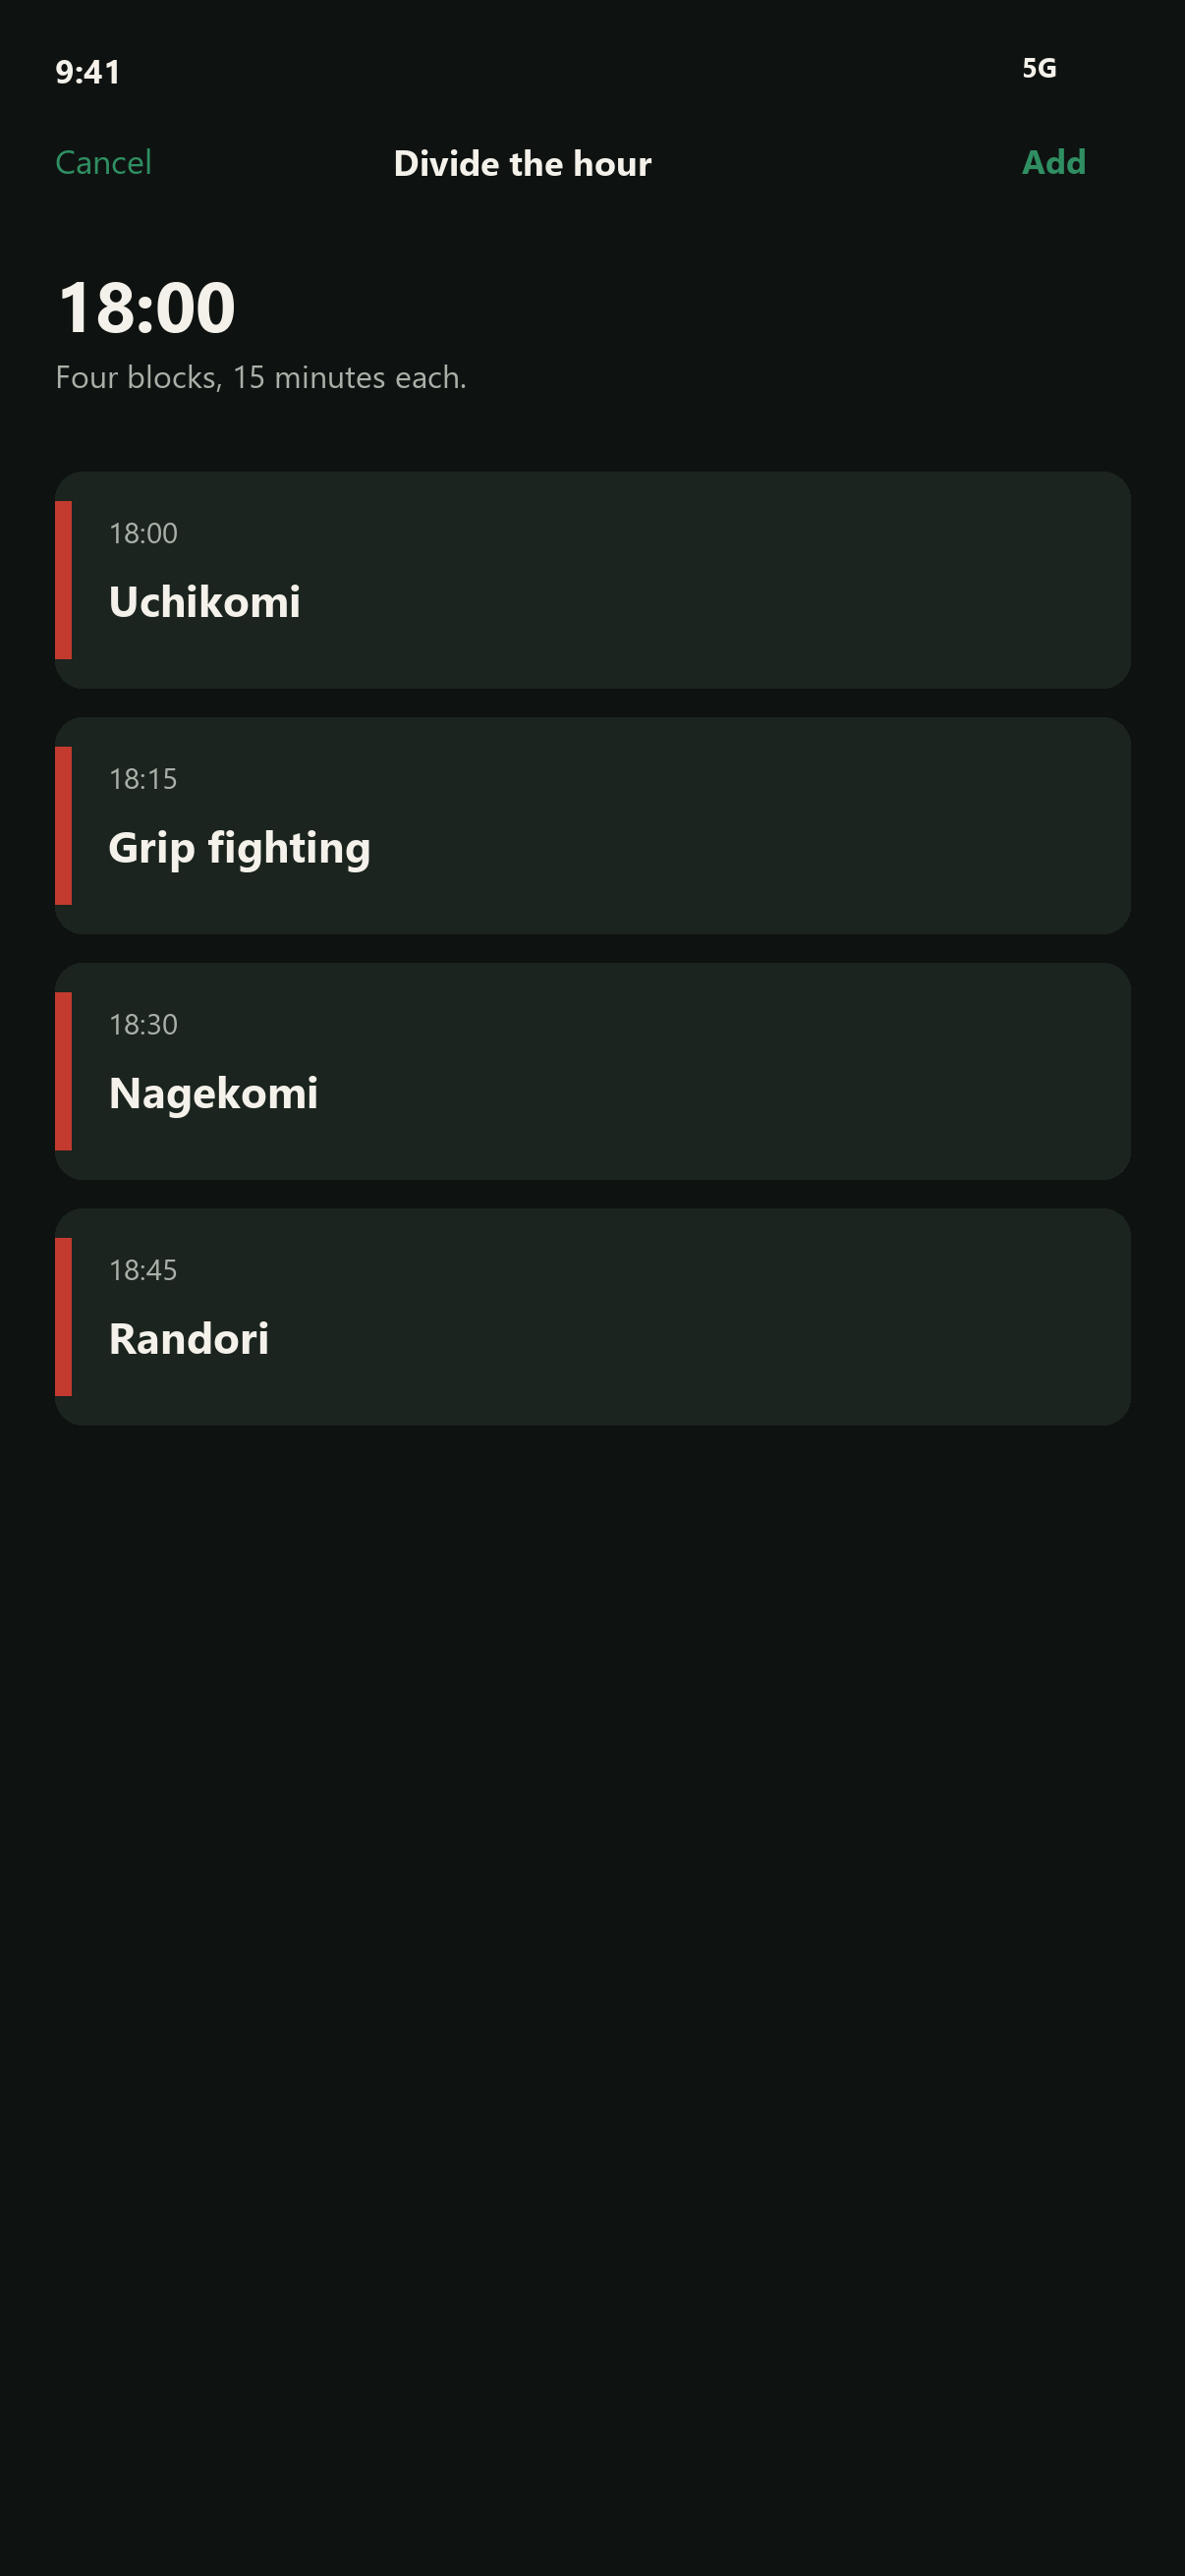 9:41 5G
Cancel Divide the hour Add
18:00
Four blocks, 15 minutes each.
18:00
Uchikomi
18:15
Grip fighting
18:30
Nagekomi
18:45
Randori